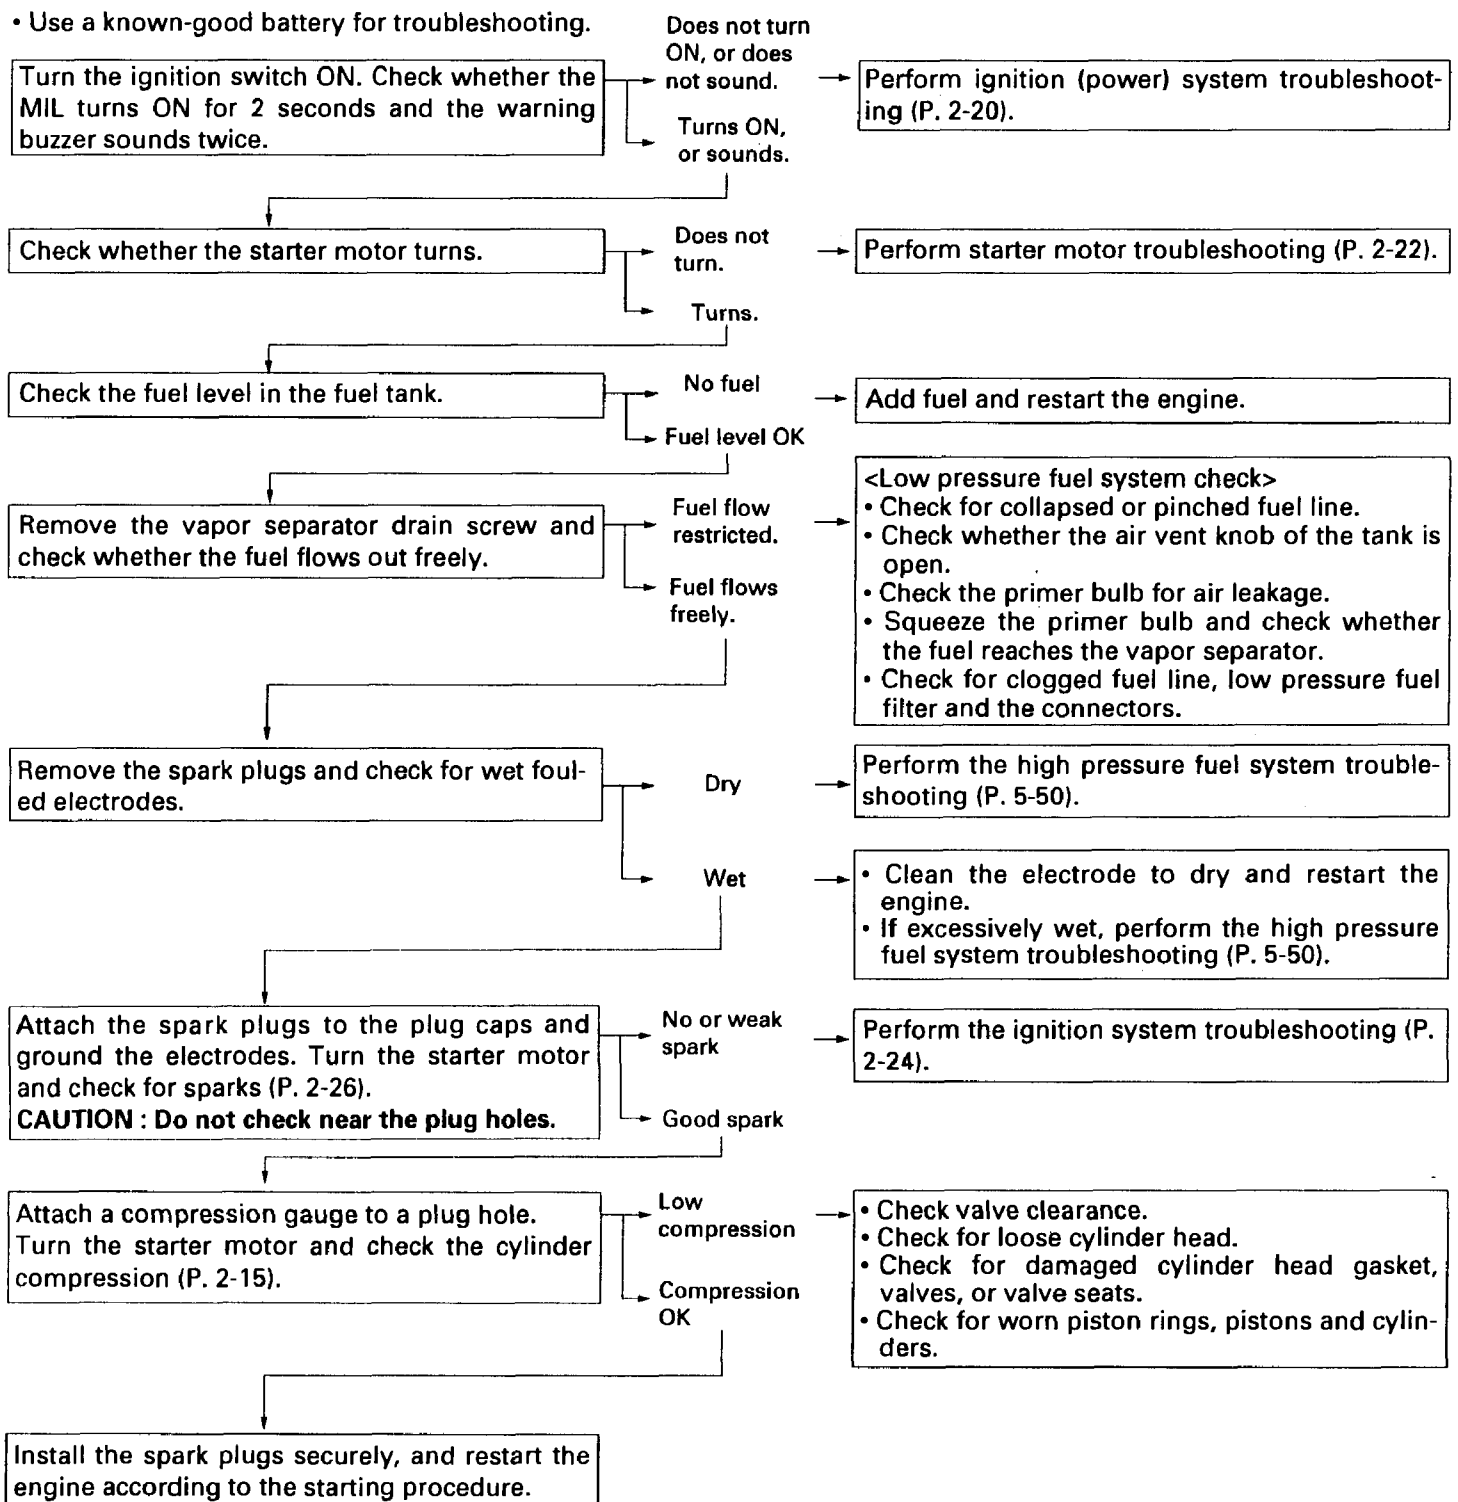 • Use a known-good battery for troubleshooting.
Turn the ignition switch ON. Check whether the
MIL turns ON for 2 seconds and the warning
buzzer sounds twice.
Does not turn
ON, or does
not sound.
Turns ON,
or sounds.
Perform ignition (power) system troubleshoot-
ing (P. 2-20).
Check whether the starter motor turns.
Does not
turn.
Turns.
Perform starter motor troubleshooting (P. 2-22).
Check the fuel level in the fuel tank.
No fuel
Fuel level OK
Add fuel and restart the engine.
Remove the vapor separator drain screw and
check whether the fuel flows out freely.
Fuel flow
restricted.
Fuel flows
freely.
<Low pressure fuel system check>
• Check for collapsed or pinched fuel line.
• Check whether the air vent knob of the tank is
open.
• Check the primer bulb for air leakage.
• Squeeze the primer bulb and check whether
the fuel reaches the vapor separator.
• Check for clogged fuel line, low pressure fuel
filter and the connectors.
Remove the spark plugs and check for wet foul-
ed electrodes.
Dry
Wet
Perform the high pressure fuel system trouble-
shooting (P. 5-50).
• Clean the electrode to dry and restart the
engine.
• If excessively wet, perform the high pressure
fuel system troubleshooting (P. 5-50).
Attach the spark plugs to the plug caps and
ground the electrodes. Turn the starter motor
and check for sparks (P. 2-26).
CAUTION : Do not check near the plug holes.
No or weak
spark
Good spark
Perform the ignition system troubleshooting (P.
2-24).
Attach a compression gauge to a plug hole.
Turn the starter motor and check the cylinder
compression (P. 2-15).
Low
compression
Compression
OK
• Check valve clearance.
• Check for loose cylinder head.
• Check for damaged cylinder head gasket,
valves, or valve seats.
• Check for worn piston rings, pistons and cylin-
ders.
Install the spark plugs securely, and restart the
engine according to the starting procedure.